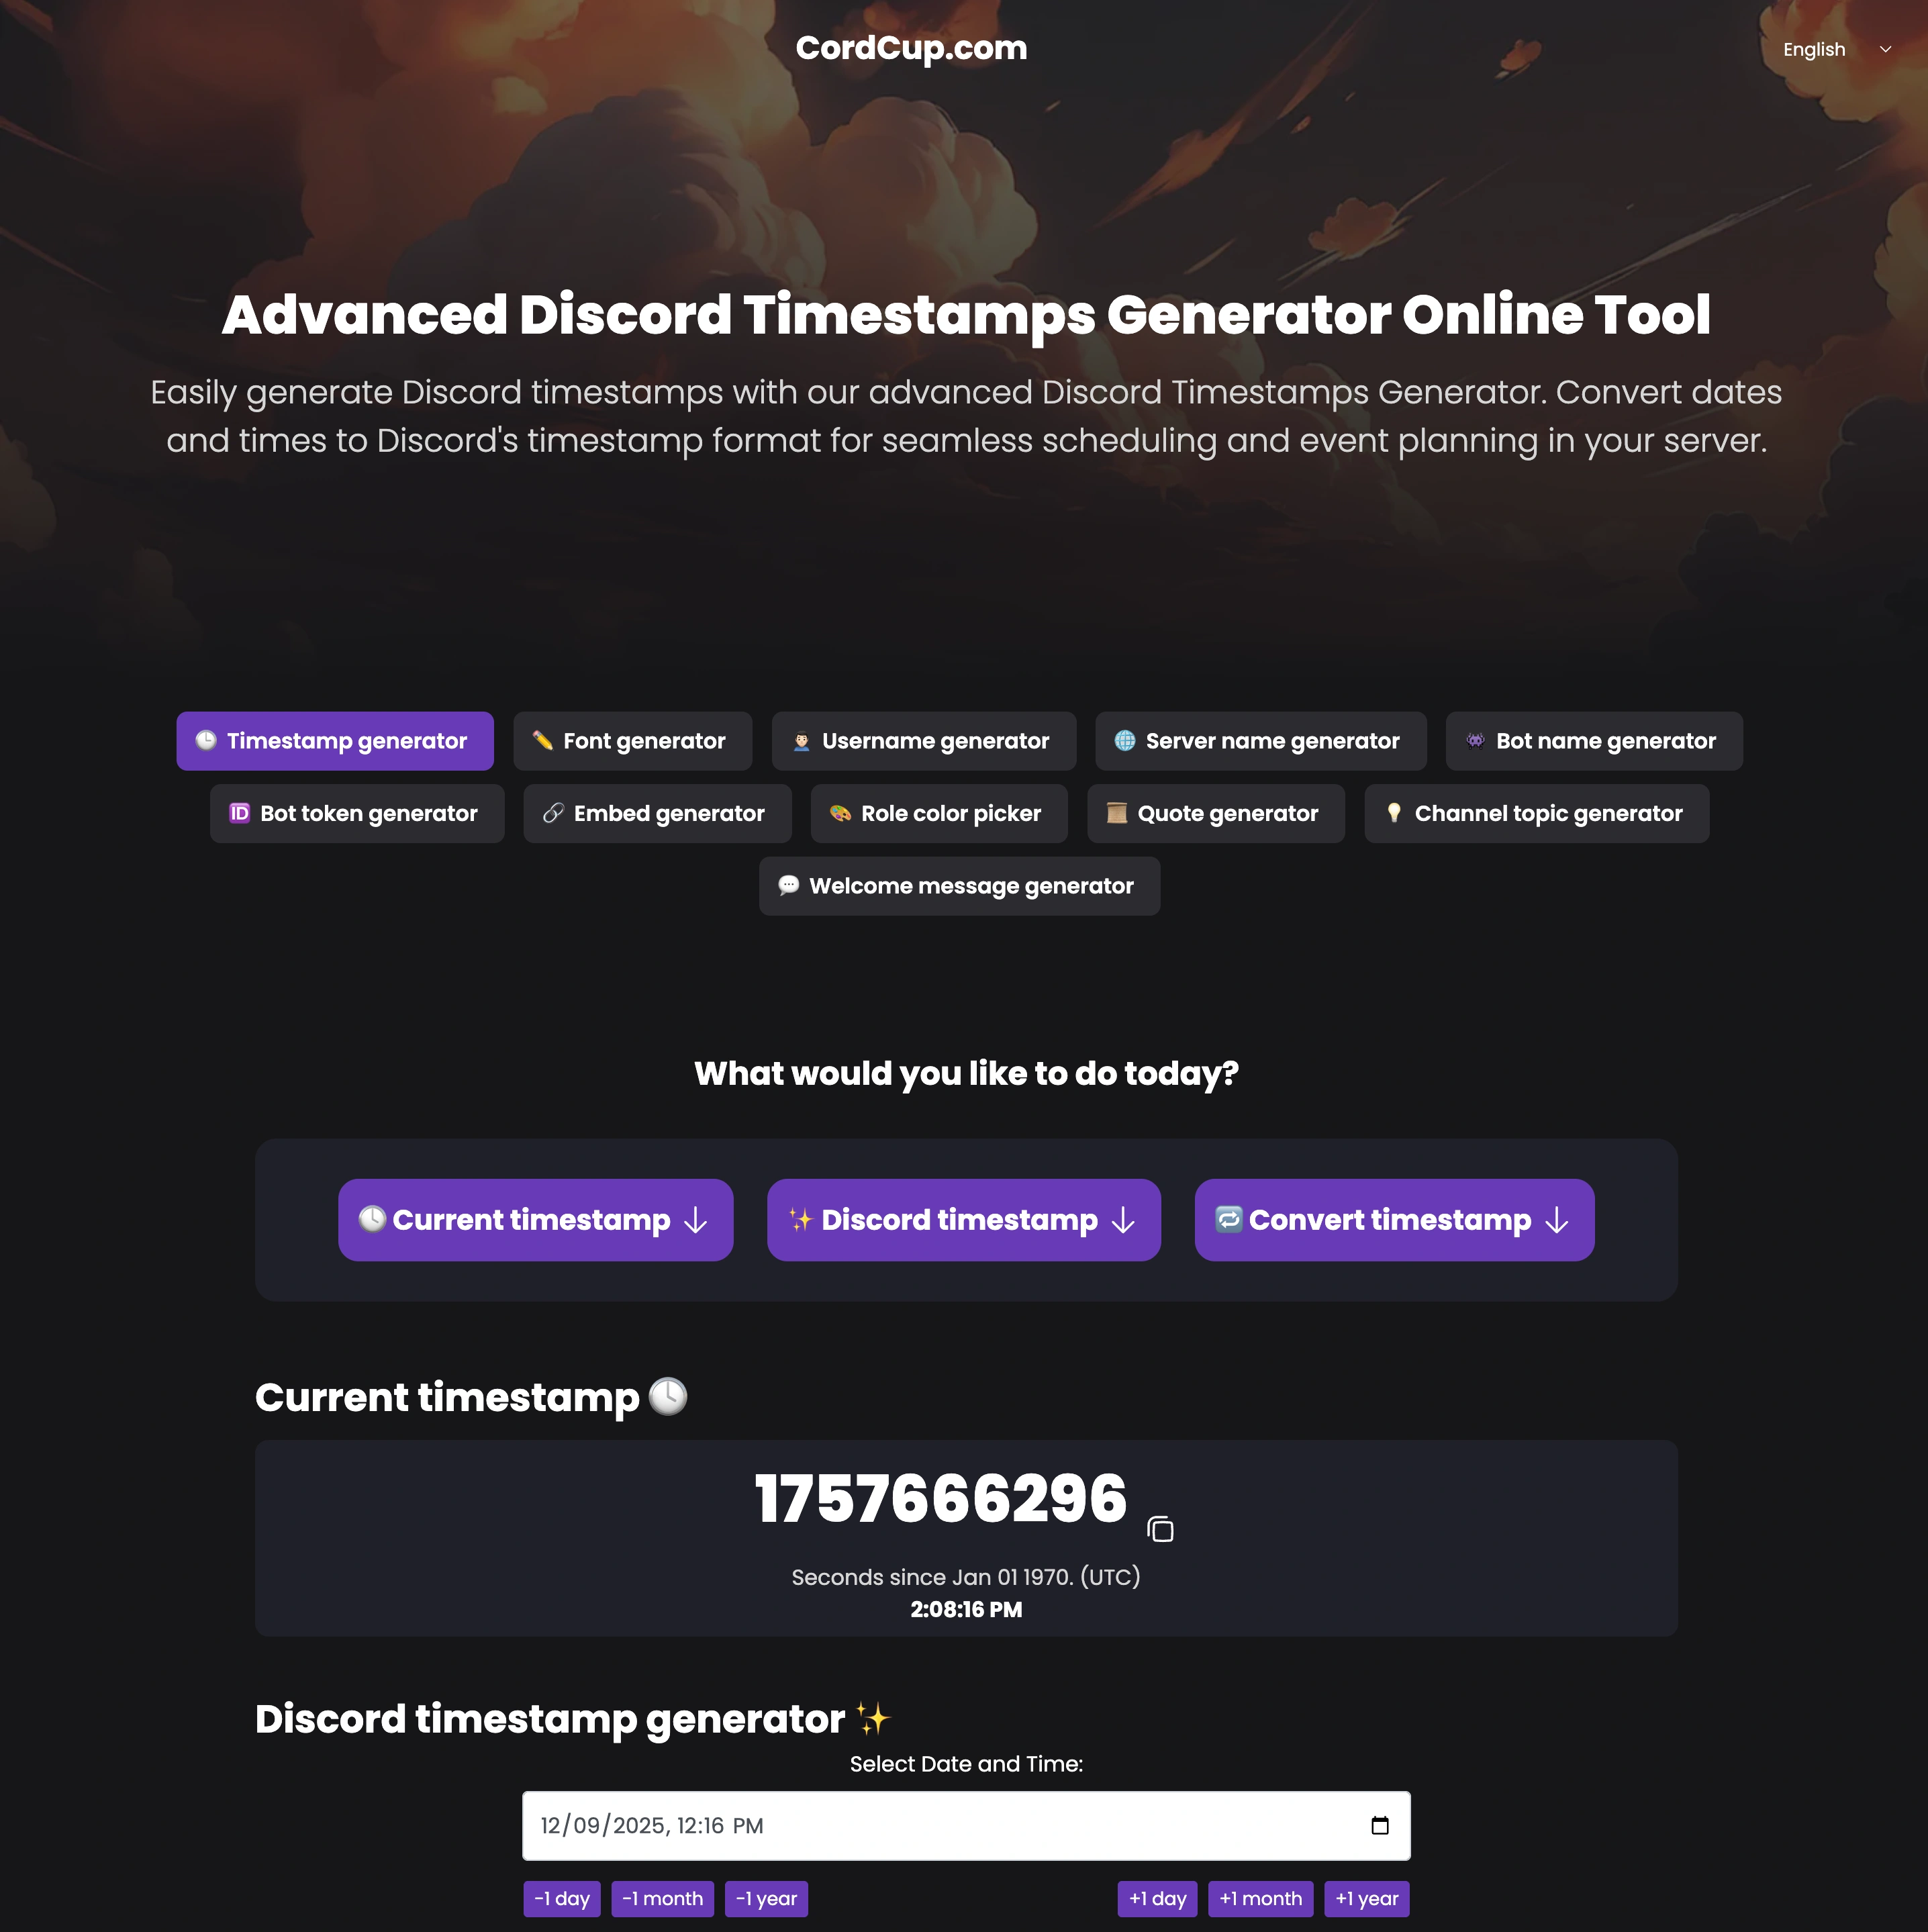 CordCup.com
English
Advanced Discord Timestamps Generator Online Tool
Easily generate Discord timestamps with our advanced Discord Timestamps Generator. Convert dates
and times to Discord's timestamp format for seamless scheduling and event planning in your server.
Timestamp generator
Font generator
Username generator
Server name generator
Bot name generator
ID Bot token generator
Embed generator
Role color picker
Quote generator
Channel topic generator
Welcome message generator
What would you like to do today?
Current timestamp ↓
Discord timestamp ↓
Convert timestamp ↓
Current timestamp
1757666296
Seconds since Jan 01 1970. (UTC)
2:08:16 PM
Discord timestamp generator
Select Date and Time:
12/09/2025, 12:16 PM
-1 day
-1 month
-1 year
+1 day
+1 month
+1 year